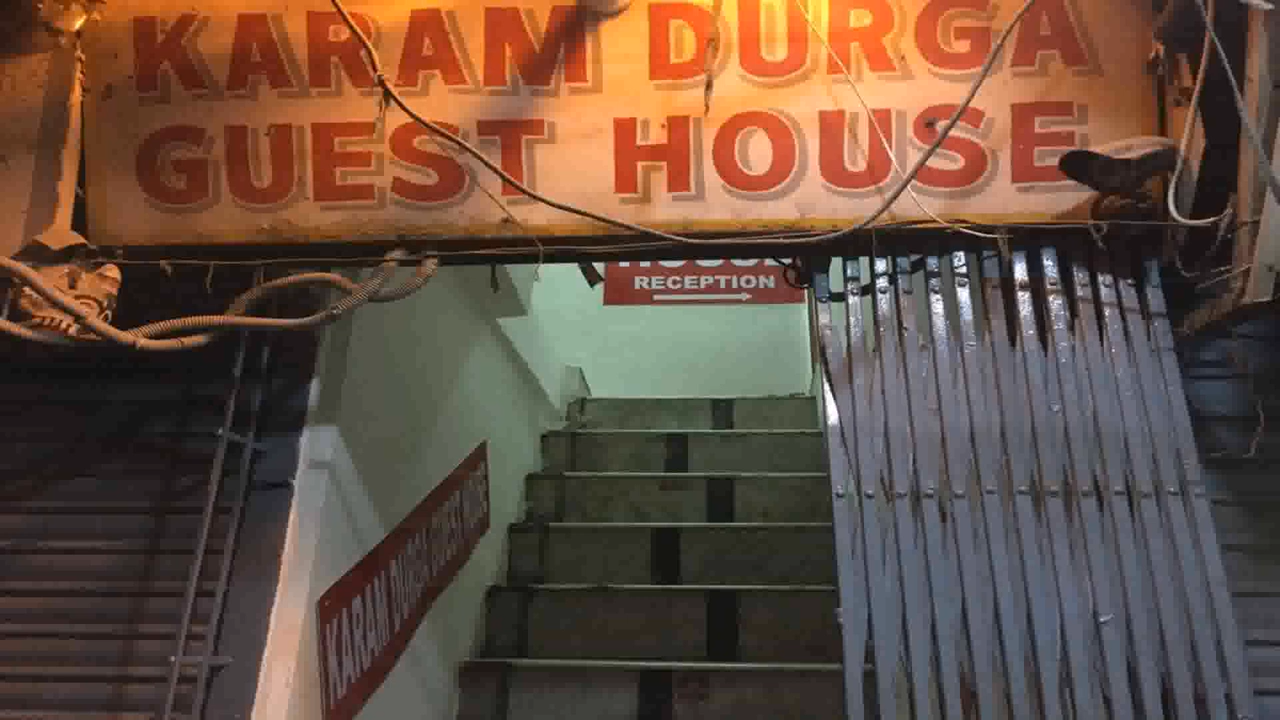 KARAM DURGA
GUEST HOUSE
RECEPTION
KARAM DURGA GUEST HOUSE